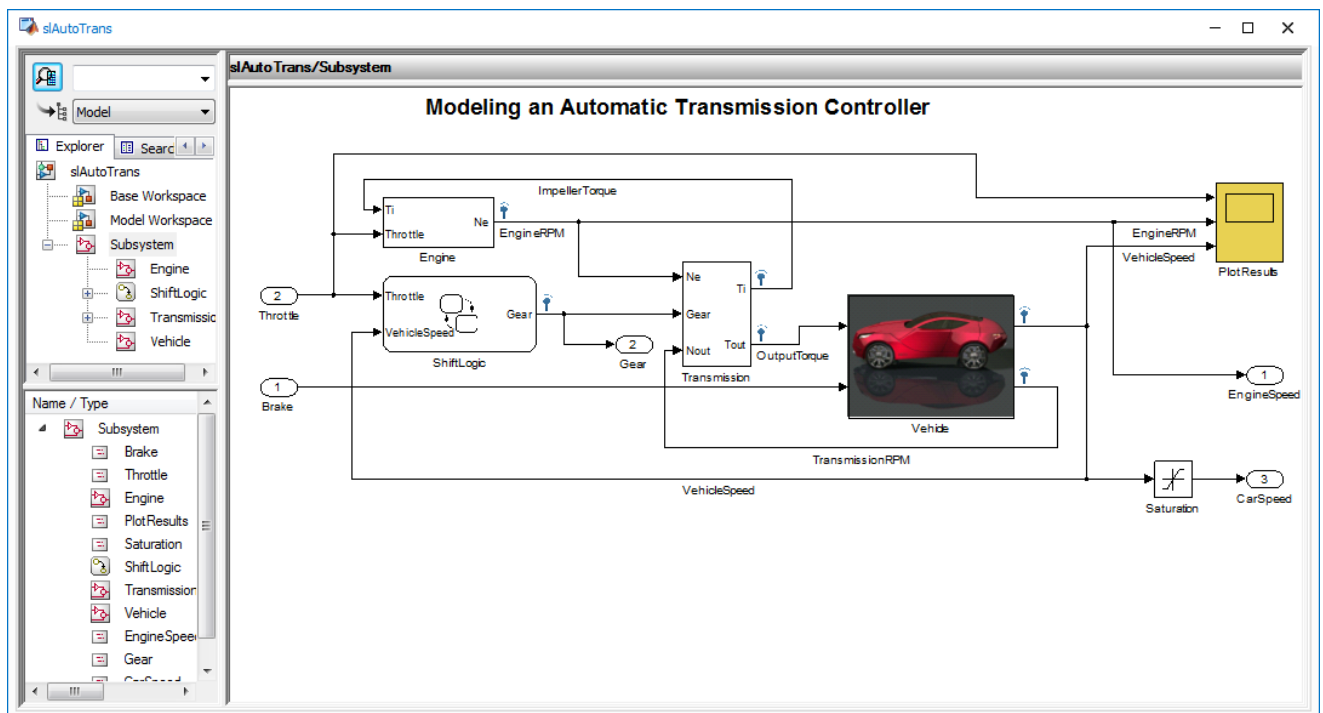 slAutoTrans
Model
Explorer
Searc
slAutoTrans
Base Workspace
Model Workspace
Subsystem
Engine
ShiftLogic
Transmissic
Vehicle
Name / Type
Subsystem
Brake
Throttle
Engine
PlotResults
Saturation
ShiftLogic
Transmission
Vehicle
EngineSpee
Gear
slAutoTrans/Subsystem
Modeling an Automatic Transmission Controller
ImpellerTorque
Ti
Ne
Throttle
EngineRPM
Engine
EngineRPM
VehicleSpeed
PlotResults
2
Throttle
Throttle
Gear
VehicleSpeed
ShiftLogic
2
Gear
Ne
Ti
Gear
Nout
Tout
OutputTorque
Transmission
1
Brake
Vehicle
1
EngineSpeed
TransmissionRPM
VehicleSpeed
Saturation
3
CarSpeed